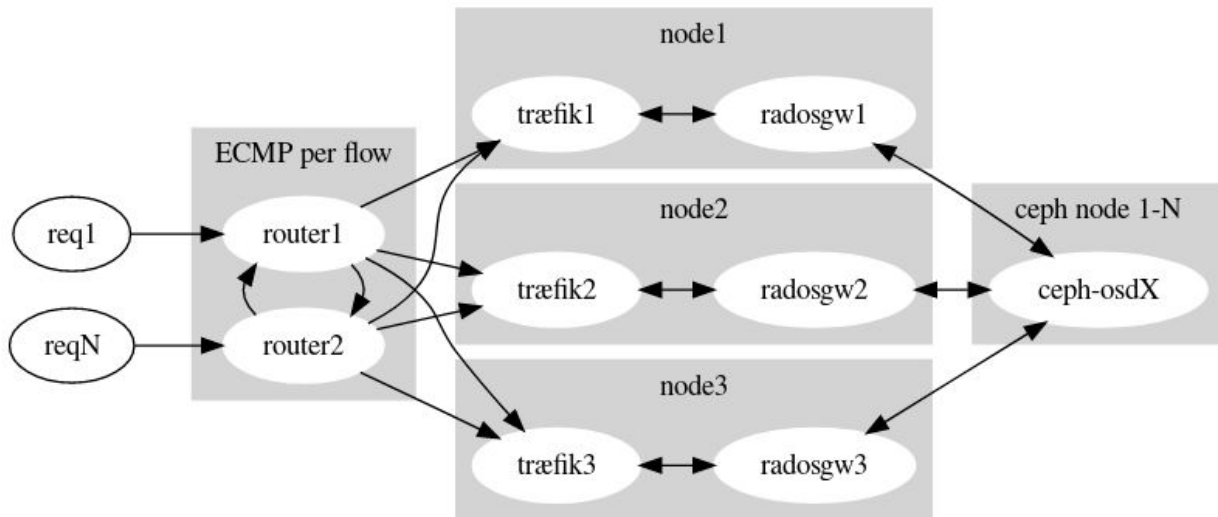 node1
træfik1
radosgw1
ECMP per flow
req1
router1
reqN
router2
node2
træfik2
radosgw2
ceph node 1-N
ceph-osdX
node3
træfik3
radosgw3